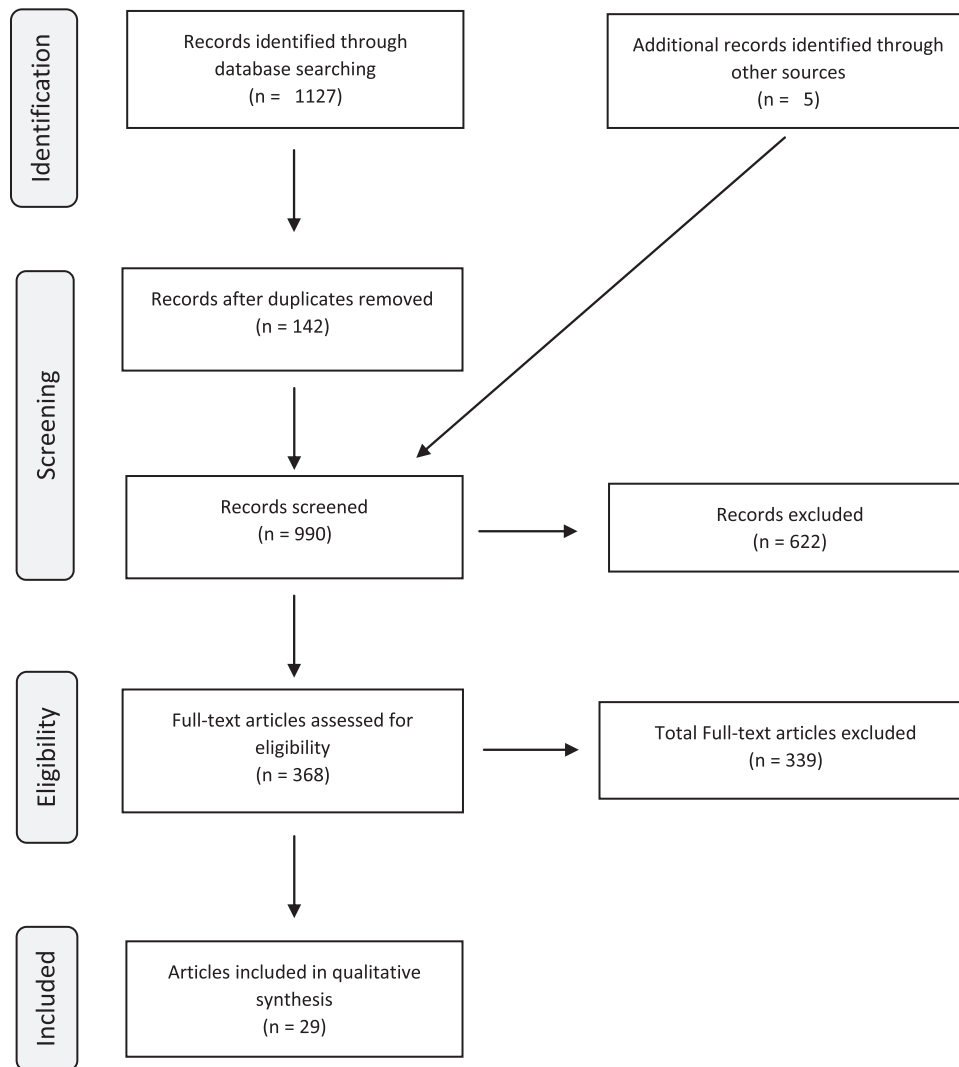 Identification
Records identified through
database searching
(n = 1127)
Additional records identified through
other sources
(n = 5)
Screening
Records after duplicates removed
(n = 142)
Records screened
(n = 990)
Records excluded
(n = 622)
Eligibility
Full-text articles assessed for
eligibility
(n = 368)
Total Full-text articles excluded
(n = 339)
Included
Articles included in qualitative
synthesis
(n = 29)